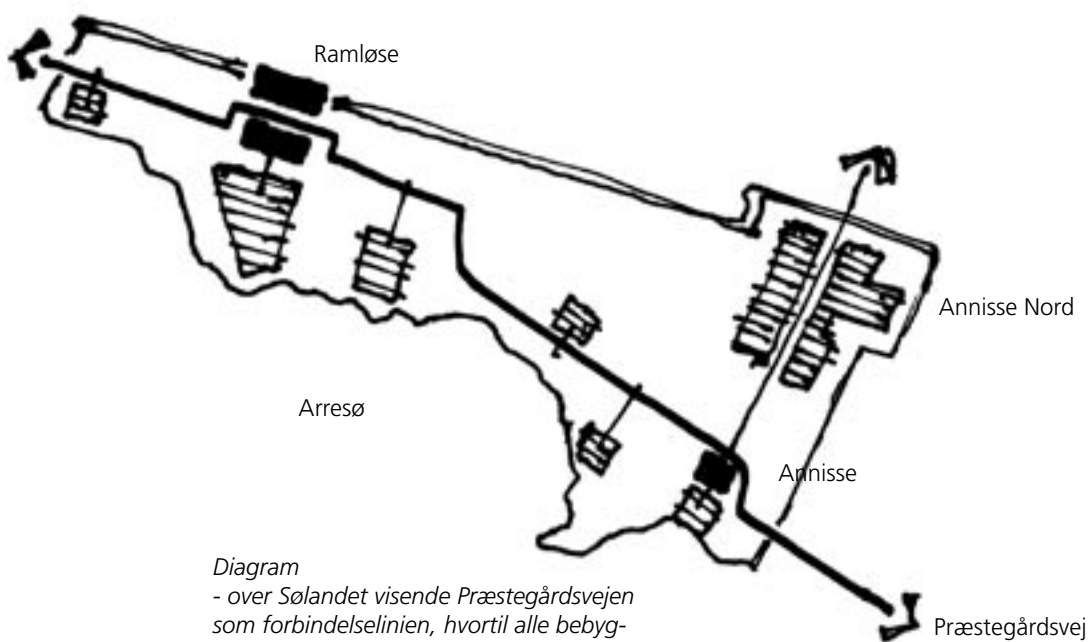 Ramløse
Annisse Nord
Arresø
Annisse
Diagram
- over Sølandet visende Præstegårdsvejen
som forbindelselinien, hvortil alle bebyg-
Præstegårdsvej